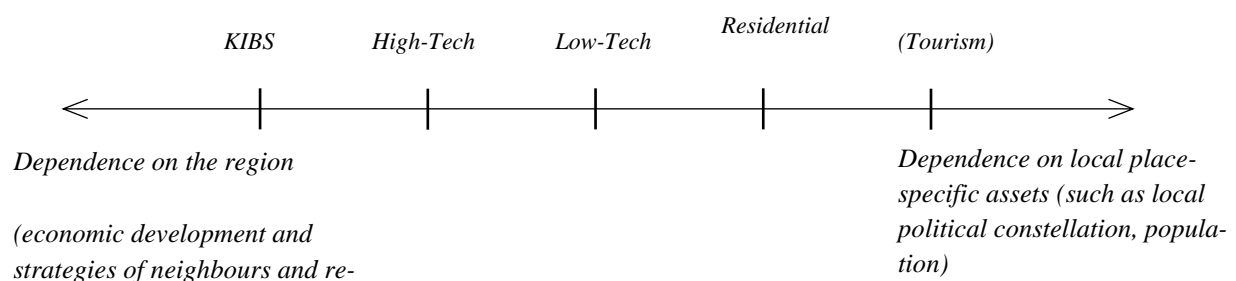 KIBS High-Tech Low-Tech Residential (Tourism)
Dependence on the region
(economic development and
strategies of neighbours and re-
Dependence on local place-
specific assets (such as local
political constellation, popula-
tion)